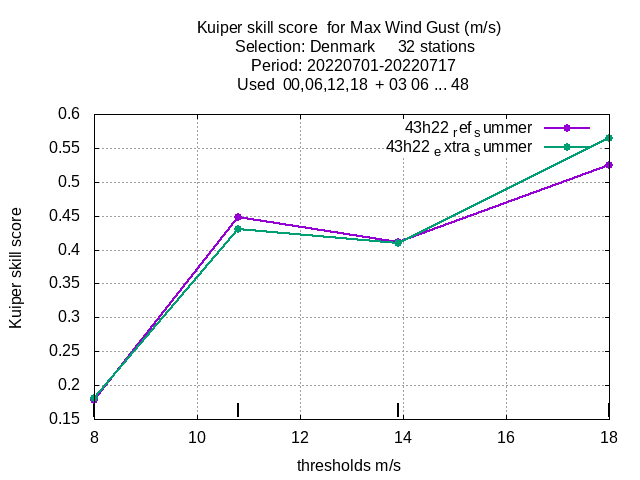 Kuiper skill score  for Max Wind Gust (m/s)
Selection: Denmark     32 stations
Period: 20220701-20220717
Used  00,06,12,18  + 03 06 ... 48
43h22 ref summer
43h22 extra summer
0.6
0.55
0.5
0.45
0.4
0.35
0.3
0.25
0.2
0.15
Kuiper skill score
8 10 12 14 16 18
thresholds m/s